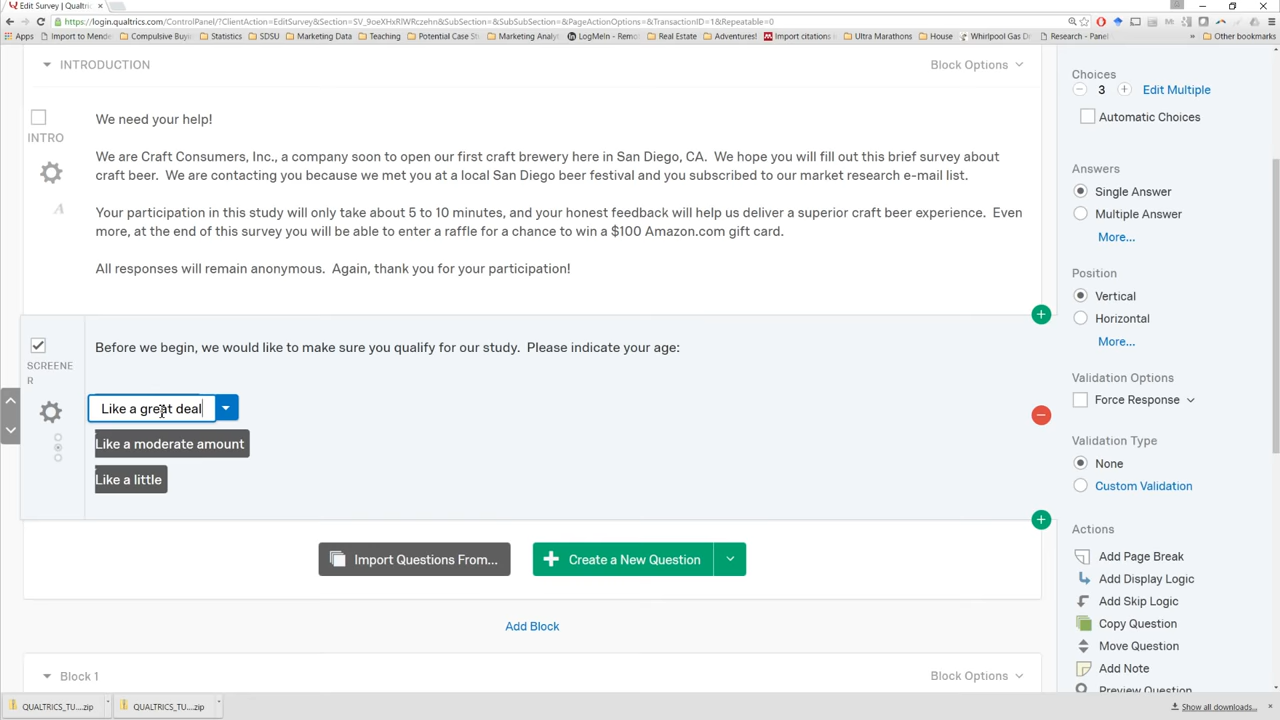 Edit Survey | Qualtrics
https://login.qualtrics.com/ControlPanel/?ClientAction=EditSurvey&Section=SV_9oeXHxRlWRczehn&SubSection=&SubSubSection=&PageActionOptions=&TransactionID=1&Repeatable=0
Apps Import to Mende Compulsive Buying Statistics SDSU Marketing Data Teaching Potential Case Stu Marketing Analyt LogMeIn - Remo Real Estate Adventures! Import citations i Ultra Marathons House Whirlpool Gas Dr Research - Panel Other bookmarks
INTRODUCTION Block Options
INTRO
We need your help!
We are Craft Consumers, Inc., a company soon to open our first craft brewery here in San Diego, CA. We hope you will fill out this brief survey about
craft beer. We are contacting you because we met you at a local San Diego beer festival and you subscribed to our market research e-mail list.
Your participation in this study will only take about 5 to 10 minutes, and your honest feedback will help us deliver a superior craft beer experience. Even
more, at the end of this survey you will be able to enter a raffle for a chance to win a $100 Amazon.com gift card.
All responses will remain anonymous. Again, thank you for your participation!
SCREENE
R
Before we begin, we would like to make sure you qualify for our study. Please indicate your age:
Like a great deal
Like a moderate amount
Like a little
Import Questions From...
Create a New Question
Add Block
Block 1 Block Options
Choices
3 Edit Multiple
Automatic Choices
Answers
Single Answer
Multiple Answer
More...
Position
Vertical
Horizontal
More...
Validation Options
Force Response
Validation Type
None
Custom Validation
Actions
Add Page Break
Add Display Logic
Add Skip Logic
Copy Question
Move Question
Add Note
Preview Question
QUALTRICS_TU....zip QUALTRICS_TU....zip Show all downloads...